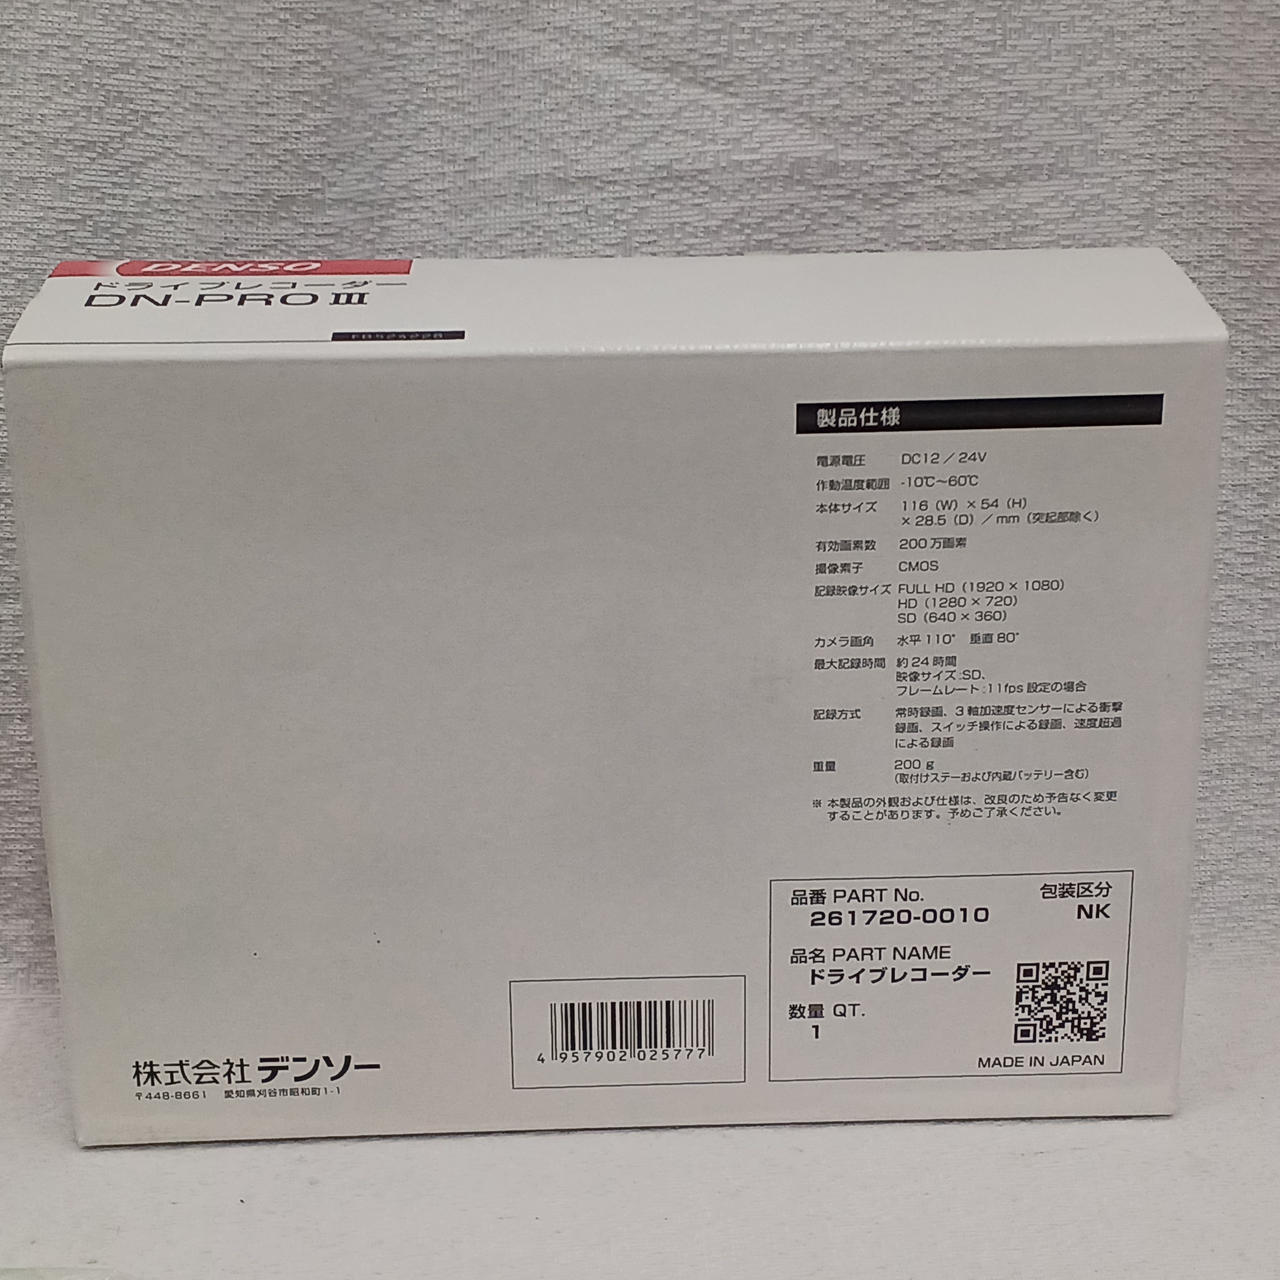 DENSO
ドライブレコーダー
DN-PRO III
製品仕様
電源電圧 DC12／24V
作動温度範囲 -10℃～60℃
本体サイズ 116（W）×54（H）
×28.5（D）／mm（突起部除く）
有効画素数 200万画素
撮像素子 CMOS
記録映像サイズ FULL HD（1920×1080）
HD（1280×720）
SD（640×360）
カメラ画角 水平110° 垂直80°
最大記録時間 約24時間
映像サイズ:SD、
フレームレート:11fps設定の場合
記録方式 常時録画、3軸加速度センサーによる衝撃
録画、スイッチ操作による録画、速度超過
による録画
重量 200 g
（取付けステーおよび内蔵バッテリー含む）
※ 本製品の外観および仕様は、改良のため予告なく変更
することがあります。予めご了承ください。
品番 PART No. 包装区分
261720-0010 NK
品名 PART NAME
ドライブレコーダー
数量 QT.
1
MADE IN JAPAN
4 957902 025777
株式会社 デンソー
〒448-8661 愛知県刈谷市昭和町1-1